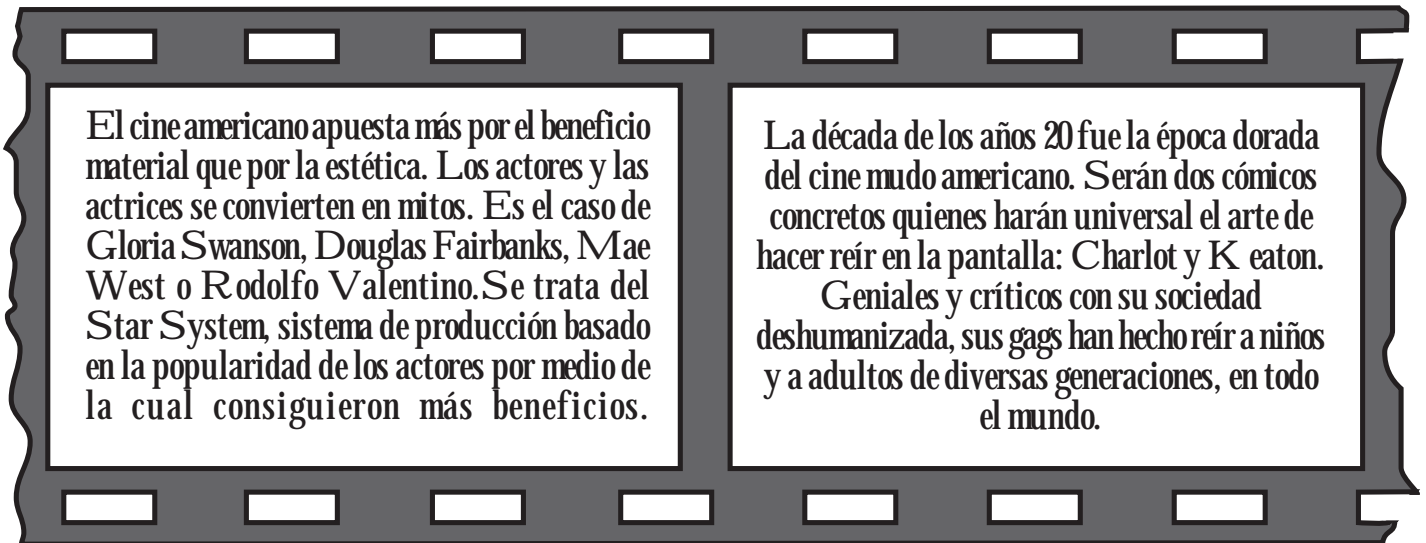 El cine americano apuesta más por el beneficio
material que por la estética. Los actores y las
actrices se convierten en mitos. Es el caso de
Gloria Swanson, Douglas Fairbanks, Mae
West o Rodolfo Valentino. Se trata del
Star System, sistema de producción basado
en la popularidad de los actores por medio de
la cual consiguieron más beneficios.
La década de los años 20 fue la época dorada
del cine mudo americano. Serán dos cómicos
concretos quienes harán universal el arte de
hacer reír en la pantalla: Charlot y Keaton.
Geniales y críticos con su sociedad
deshumanizada, sus gags han hecho reír a niños
y a adultos de diversas generaciones, en todo
el mundo.